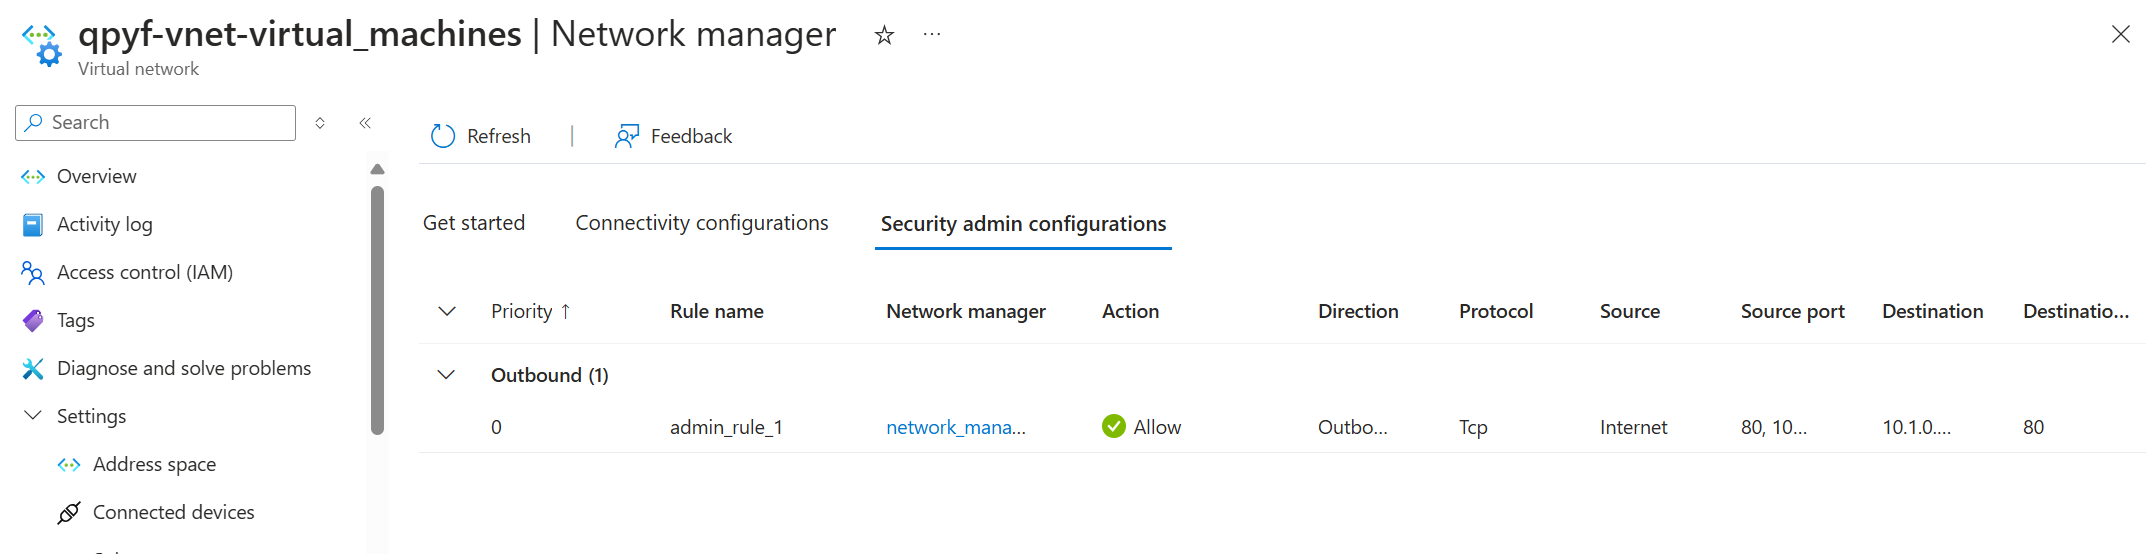 qpyf-vnet-virtual_machines | Network manager
Virtual network
Search
Refresh | Feedback
Overview
Activity log
Access control (IAM)
Tags
Diagnose and solve problems
Settings
Address space
Connected devices
Get started Connectivity configurations Security admin configurations
Priority ↑ Rule name Network manager Action Direction Protocol Source Source port Destination Destinatio...
Outbound (1)
0 admin_rule_1 network_mana... Allow Outbo... Tcp Internet 80, 10... 10.1.0.... 80